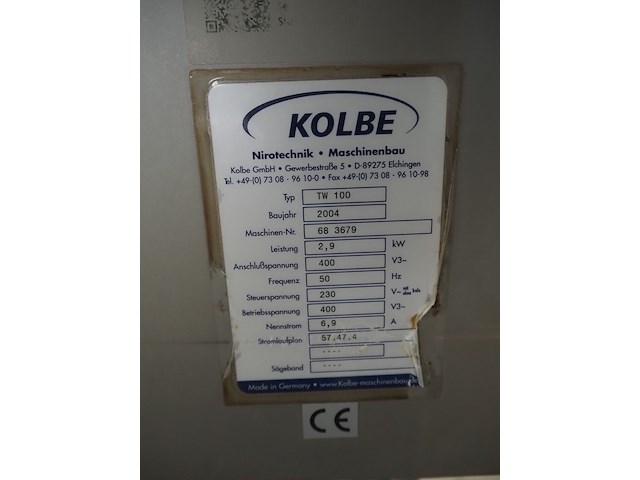 KOLBE
Nirotechnik • Maschinenbau
Kolbe GmbH • Gewerbestraße 5 • D-89275 Elchingen
Tel. +49-(0) 73 08 - 96 10-0 • Fax +49-(0) 73 08 - 96 10-98
Typ TW 100
Baujahr 2004
Maschinen-Nr. 68 3679
Leistung 2,9 kW
Anschlußspannung 400 V3~
Frequenz 50 Hz
Steuerspannung 230 V~
Betriebsspannung 400 V3~
Nennstrom 6,9 A
Stromlaufplan 57.47.4
----
Sägeband ----
Made in Germany • www.Kolbe-maschinenbau.de
CE